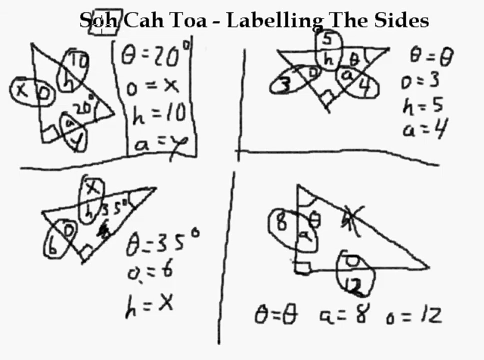 Soh Cah Toa - Labelling The Sides
x o
10 h
20°
a y
θ = 20°
o = x
h = 10
a = y
5 h
θ
3 o
a 4
θ = θ
o = 3
h = 5
a = 4
x h
35°
6 o
θ = 35°
o = 6
h = x
8 a
θ
h
o 12
θ = θ a = 8 o = 12